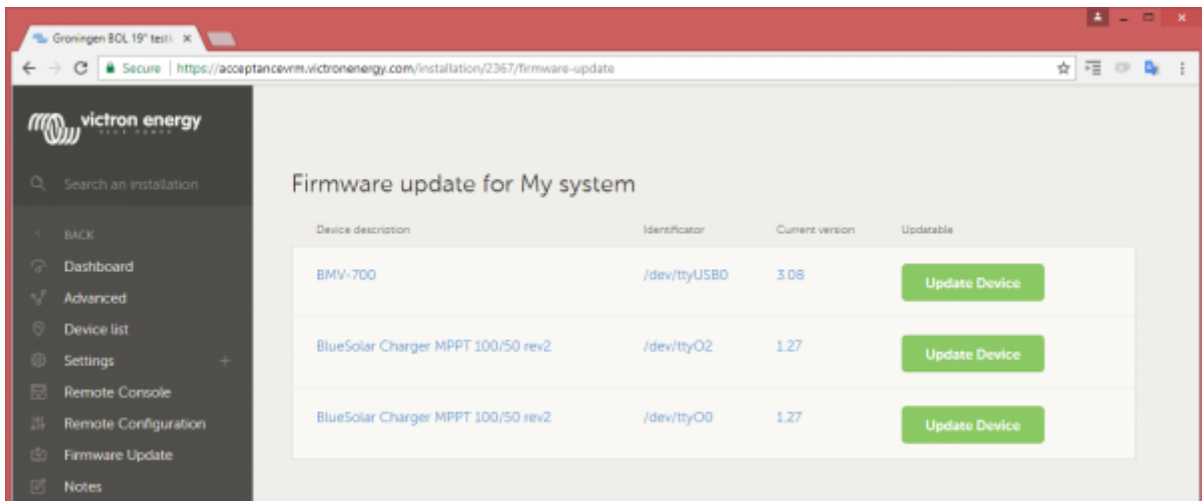 Groningen BOL 19" testi
Secure | https://acceptancevrm.victronenergy.com/installation/2367/firmware-update
victron energy
BLUE POWER
Search an installation
BACK
Dashboard
Advanced
Device list
Settings
Remote Console
Remote Configuration
Firmware Update
Notes
Firmware update for My system
Device description Identificator Current version Updatable
BMV-700 /dev/ttyUSB0 3.08 Update Device
BlueSolar Charger MPPT 100/50 rev2 /dev/ttyO2 1.27 Update Device
BlueSolar Charger MPPT 100/50 rev2 /dev/ttyO0 1.27 Update Device